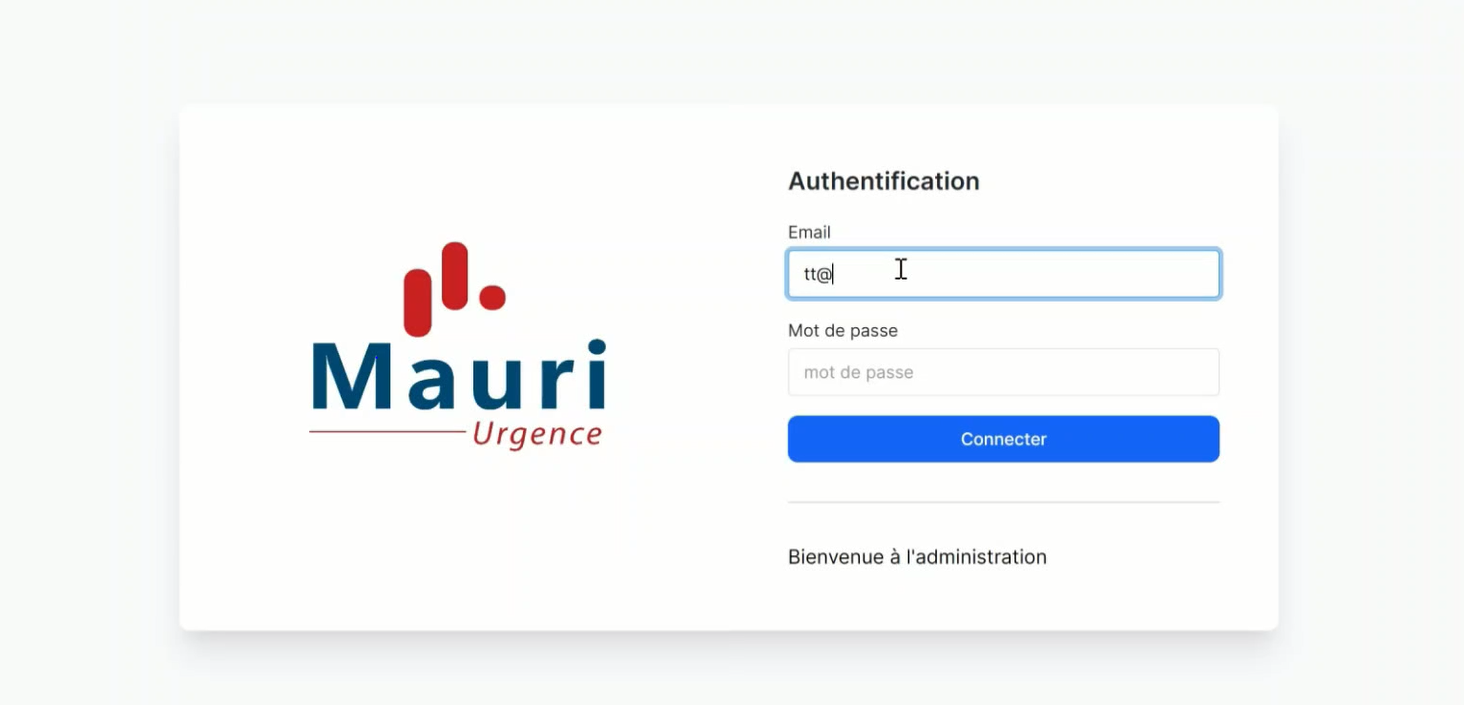 Mauri
Urgence
Authentification
Email
tt@
Mot de passe
mot de passe
Connecter
Bienvenue à l'administration